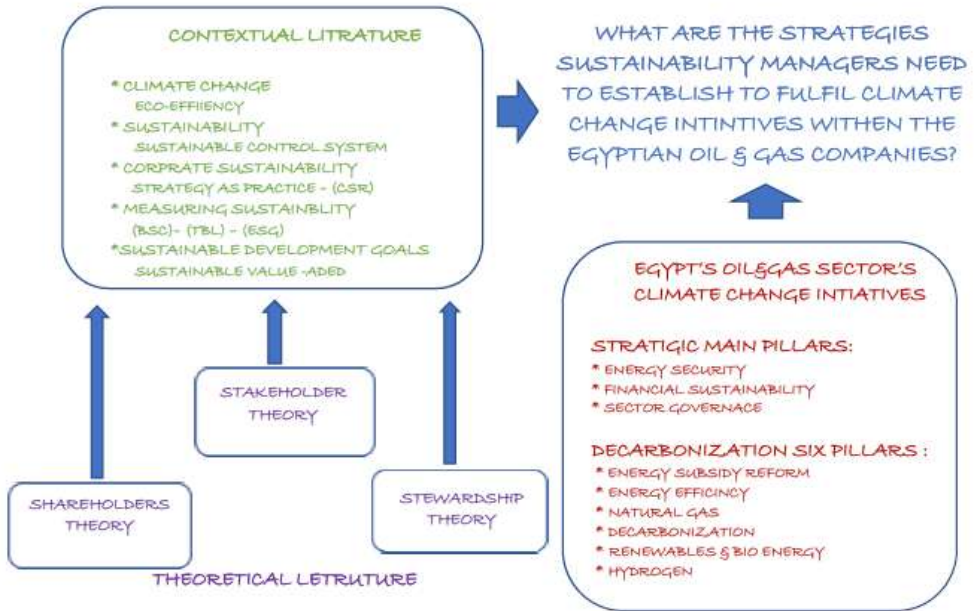 CONTEXTUAL LITRATURE
* CLIMATE CHANGE
ECO-EFFIENCY
* SUSTAINABILITY
SUSTAINABLE CONTROL SYSTEM
* CORPRATE SUSTAINABILITY
STRATEGY AS PRACTICE - (CSR)
* MEASURING SUSTAINBLITY
(BSC)- (TBL) - (ESG)
*SUSTAINABLE DEVELOPMENT GOALS
SUSTAINABLE VALUE -ADED
WHAT ARE THE STRATEGIES
SUSTAINABILITY MANAGERS NEED
TO ESTABLISH TO FULFIL CLIMATE
CHANGE INTINTIVES WITHEN THE
EGYPTIAN OIL & GAS COMPANIES?
STAKEHOLDER
THEORY
SHAREHOLDERS
THEORY
STEWARDSHIP
THEORY
THEORETICAL LETRUTURE
EGYPT'S OIL&GAS SECTOR'S
CLIMATE CHANGE INTIATIVES
STRATIGIC MAIN PILLARS:
* ENERGY SECURITY
* FINANCIAL SUSTAINABILITY
* SECTOR GOVERNACE
DECARBONIZATION SIX PILLARS :
* ENERGY SUBSIDY REFORM
* ENERGY EFFICINCY
* NATURAL GAS
* DECARBONIZATION
* RENEWABLES & BIO ENERGY
* HYDROGEN